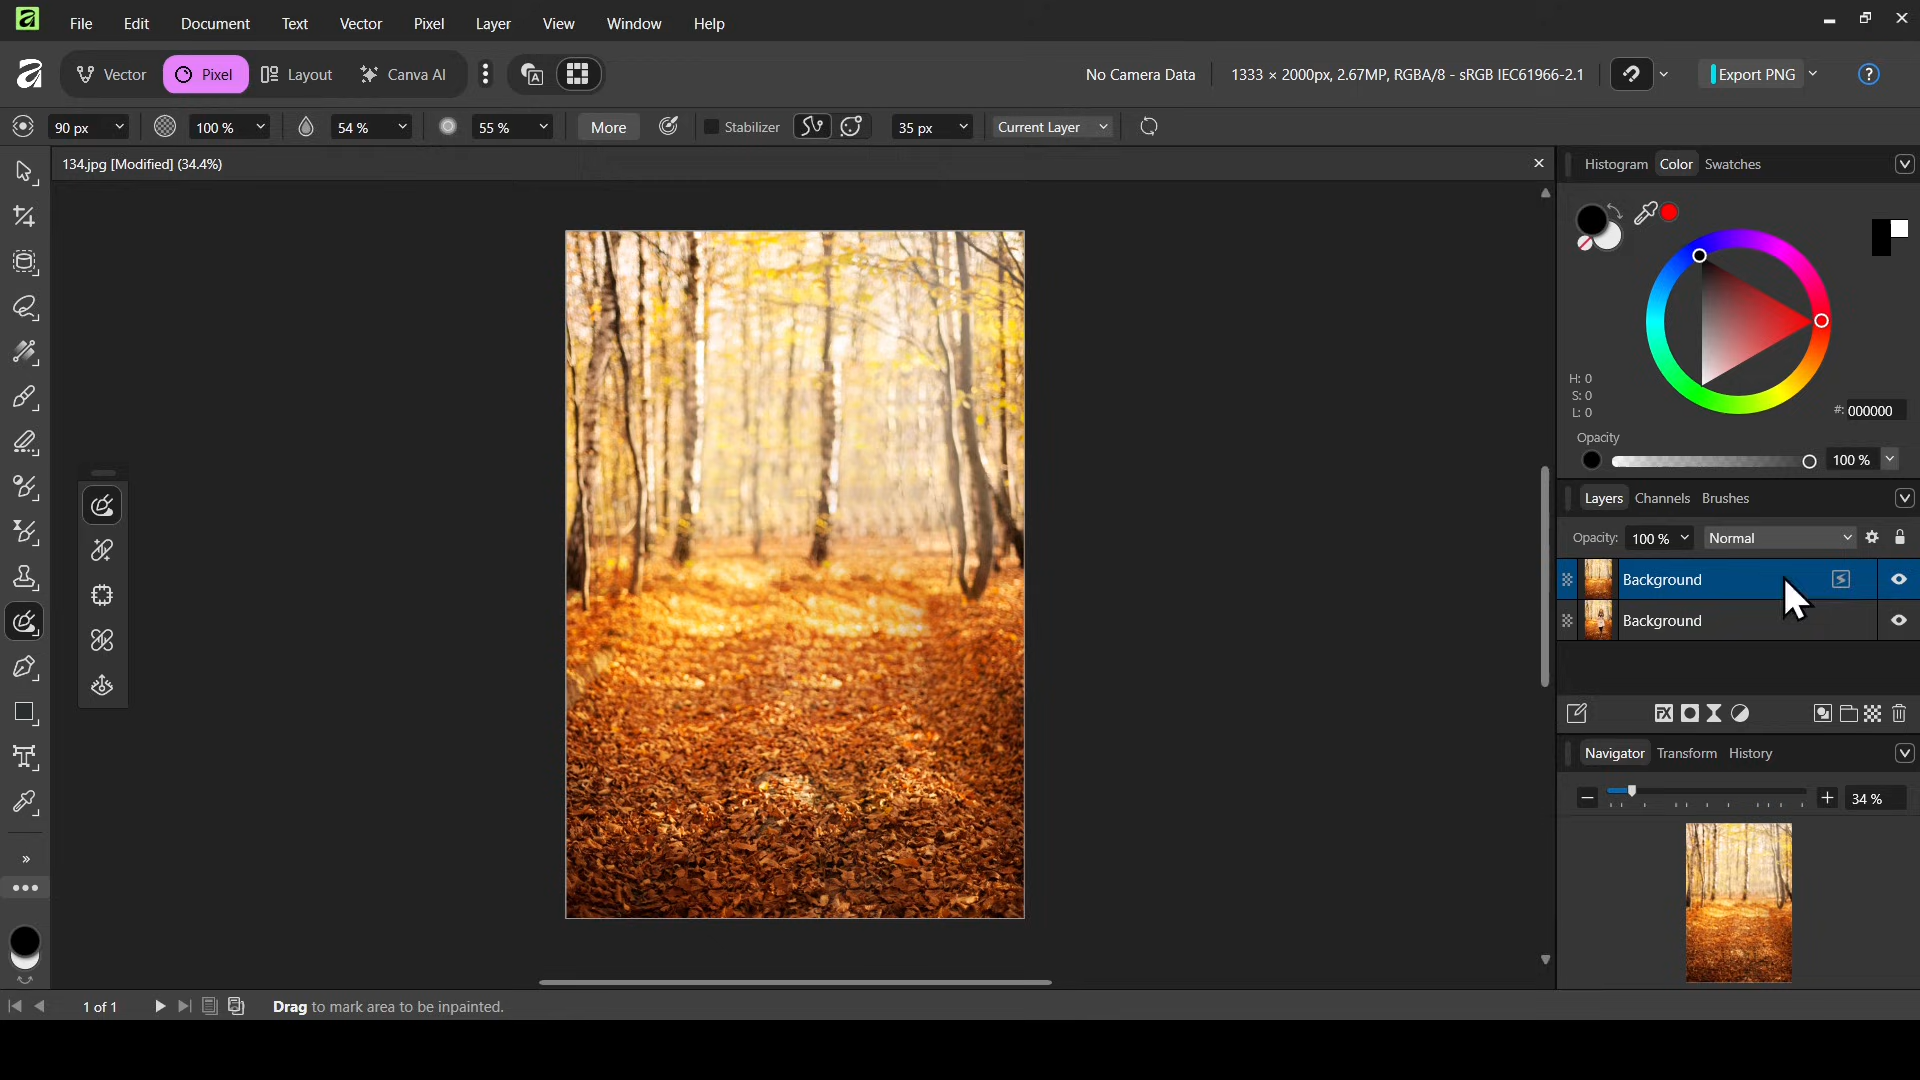 File Edit Document Text Vector Pixel Layer View Window Help
Vector Pixel Layout Canva AI No Camera Data 1333 × 2000px, 2.67MP, RGBA/8 - sRGB IEC61966-2.1 Export PNG ?
90 px 100 % 54 % 55 % More Stabilizer 35 px Current Layer
134.jpg [Modified] (34.4%)
Histogram Color Swatches
H: 0
S: 0
L: 0
#: 000000
Opacity
100 %
Layers Channels Brushes
Opacity: 100 % Normal
Background
Background
Navigator Transform History
34 %
1 of 1 Drag to mark area to be inpainted.